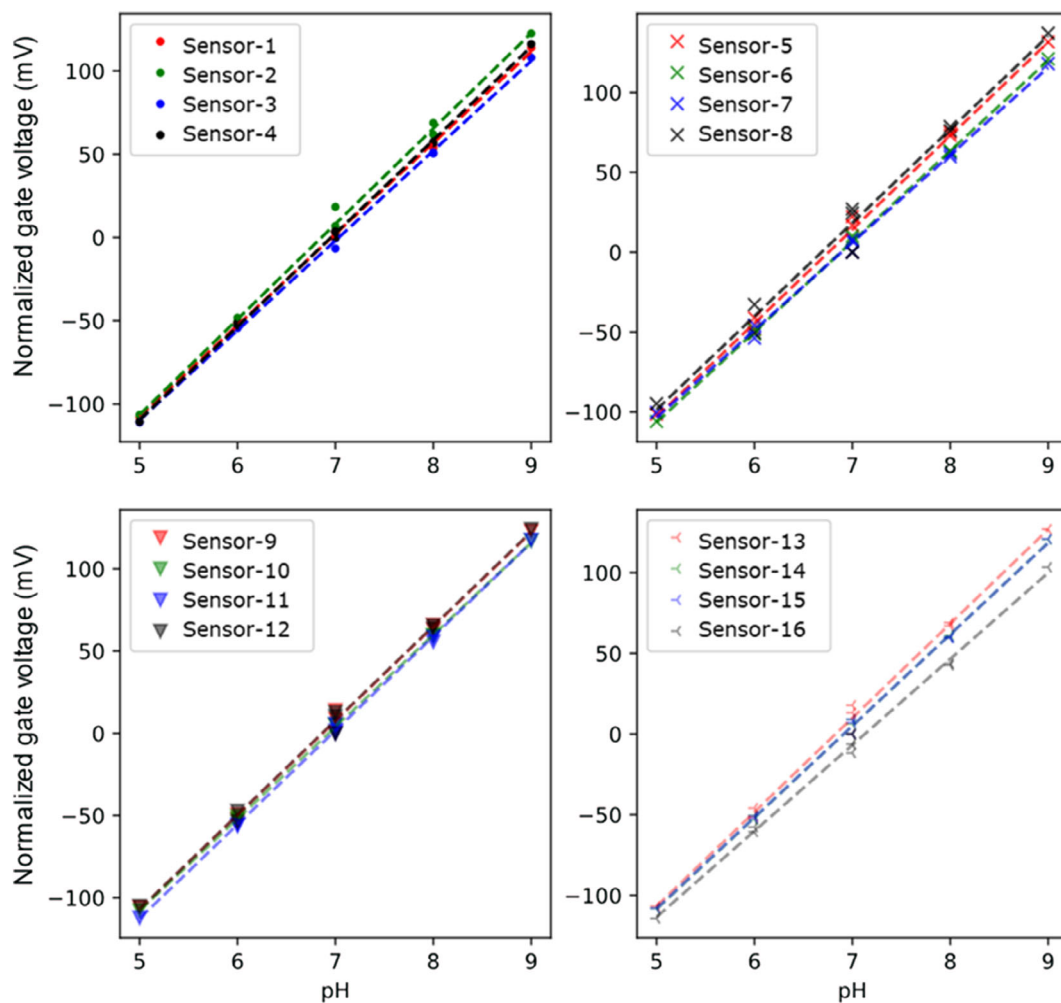 Normalized gate voltage (mV)
100
50
0
−50
−100
Sensor-1
Sensor-2
Sensor-3
Sensor-4
5 6 7 8 9
100
50
0
−50
−100
Sensor-5
Sensor-6
Sensor-7
Sensor-8
5 6 7 8 9
Normalized gate voltage (mV)
100
50
0
−50
−100
Sensor-9
Sensor-10
Sensor-11
Sensor-12
5 6 7 8 9
pH
100
50
0
−50
−100
Sensor-13
Sensor-14
Sensor-15
Sensor-16
5 6 7 8 9
pH